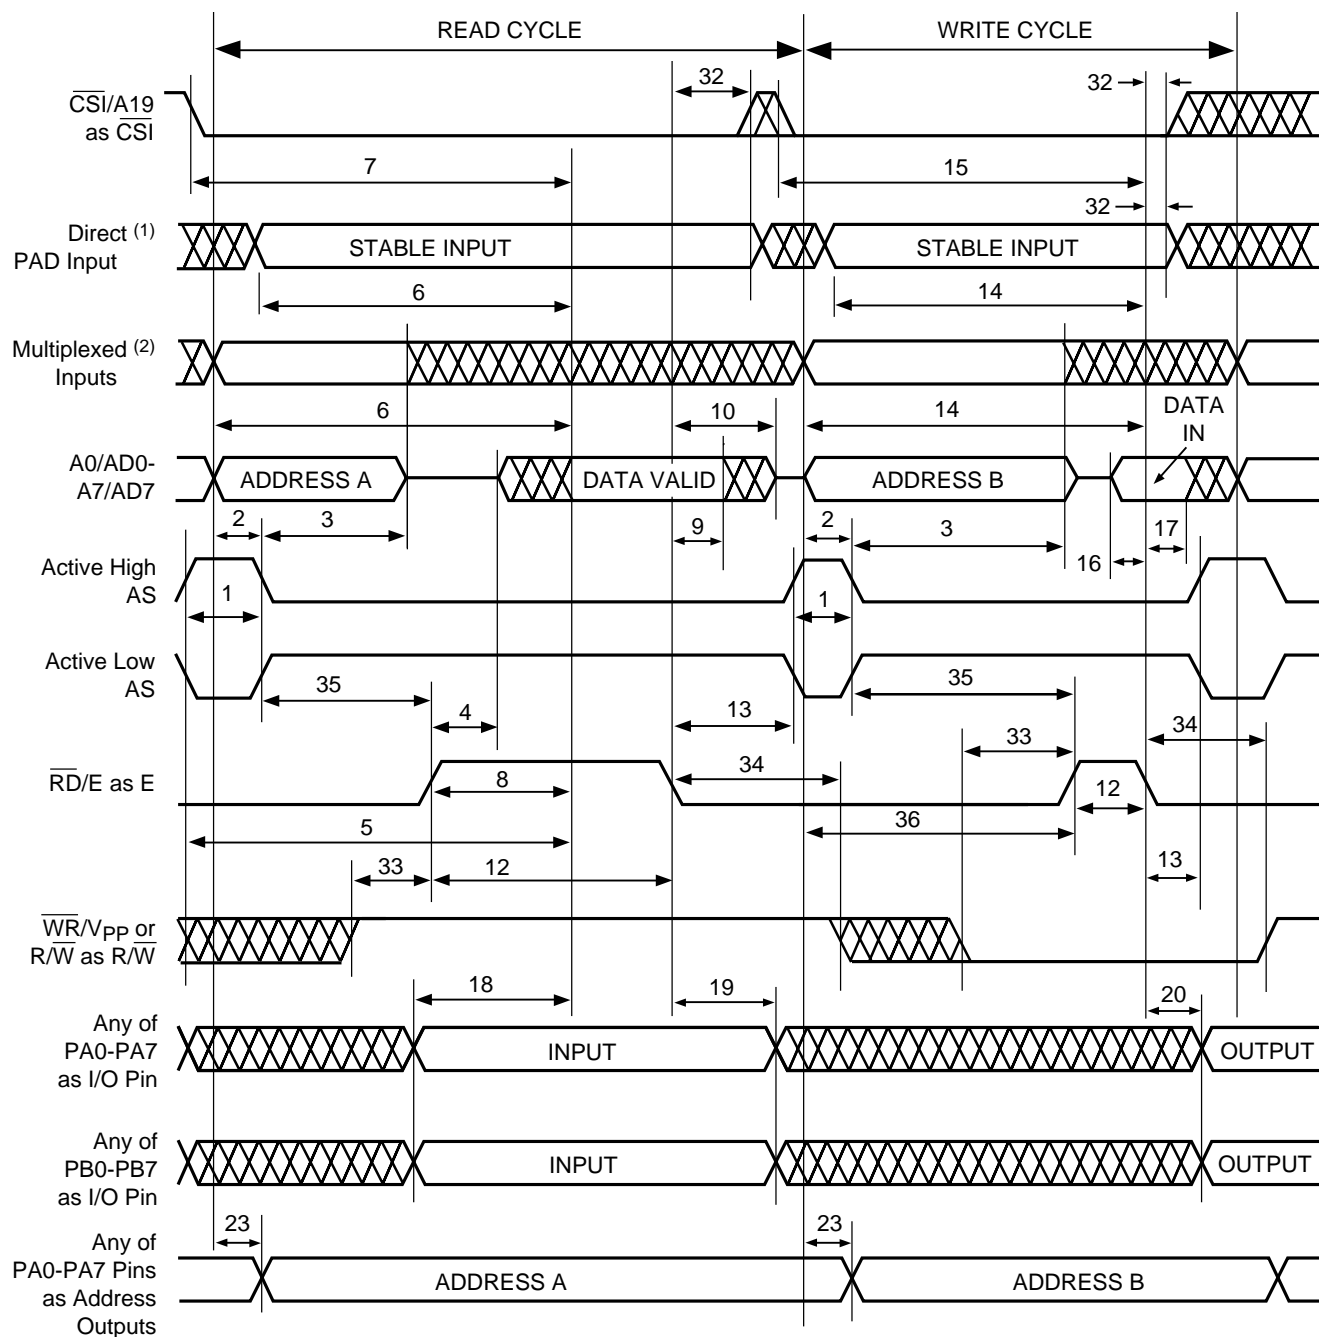 READ CYCLE
WRITE CYCLE
32
32
CSI/A19
as CSI
7
15
32
Direct (1)
PAD Input
STABLE INPUT
STABLE INPUT
6
14
Multiplexed (2)
Inputs
6
10
14
DATA
IN
A0/AD0-
A7/AD7
ADDRESS A
DATA VALID
ADDRESS B
2
3
9
2
3
16
17
Active High
AS
1
1
Active Low
AS
35
4
13
35
33
34
RD/E as E
8
34
12
5
36
33
12
13
WR/VPP or
R/W as R/W
18
19
20
Any of
PA0-PA7
as I/O Pin
INPUT
OUTPUT
Any of
PB0-PB7
as I/O Pin
INPUT
OUTPUT
23
23
Any of
PA0-PA7 Pins
as Address
Outputs
ADDRESS A
ADDRESS B